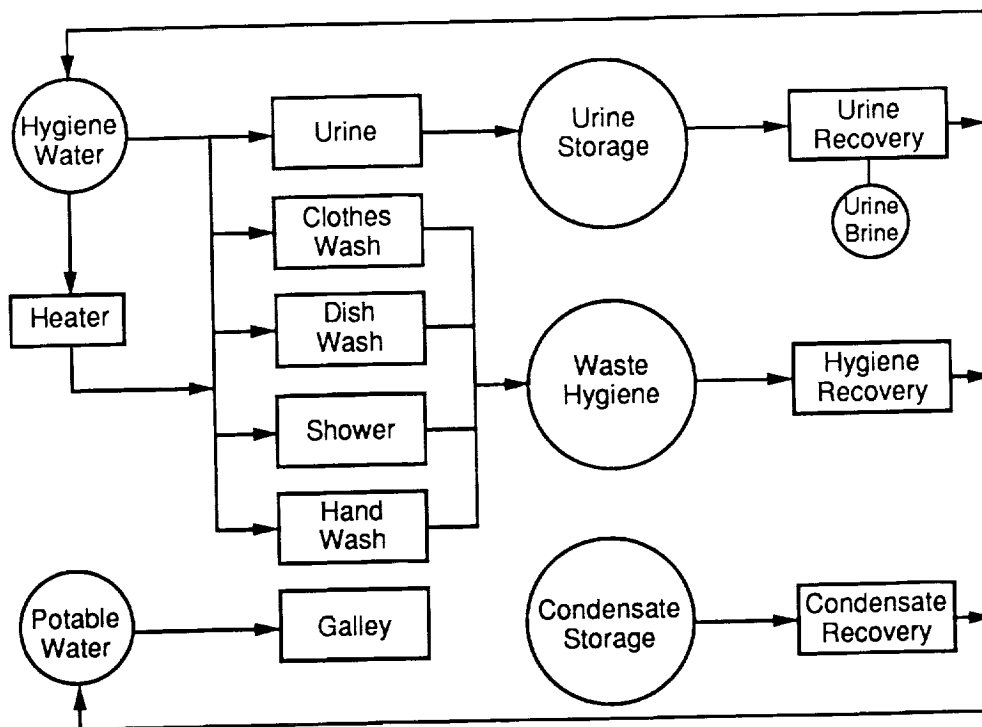 Hygiene
Water
Urine
Urine
Storage
Urine
Recovery
Urine
Brine
Clothes
Wash
Heater
Dish
Wash
Waste
Hygiene
Hygiene
Recovery
Shower
Hand
Wash
Potable
Water
Galley
Condensate
Storage
Condensate
Recovery